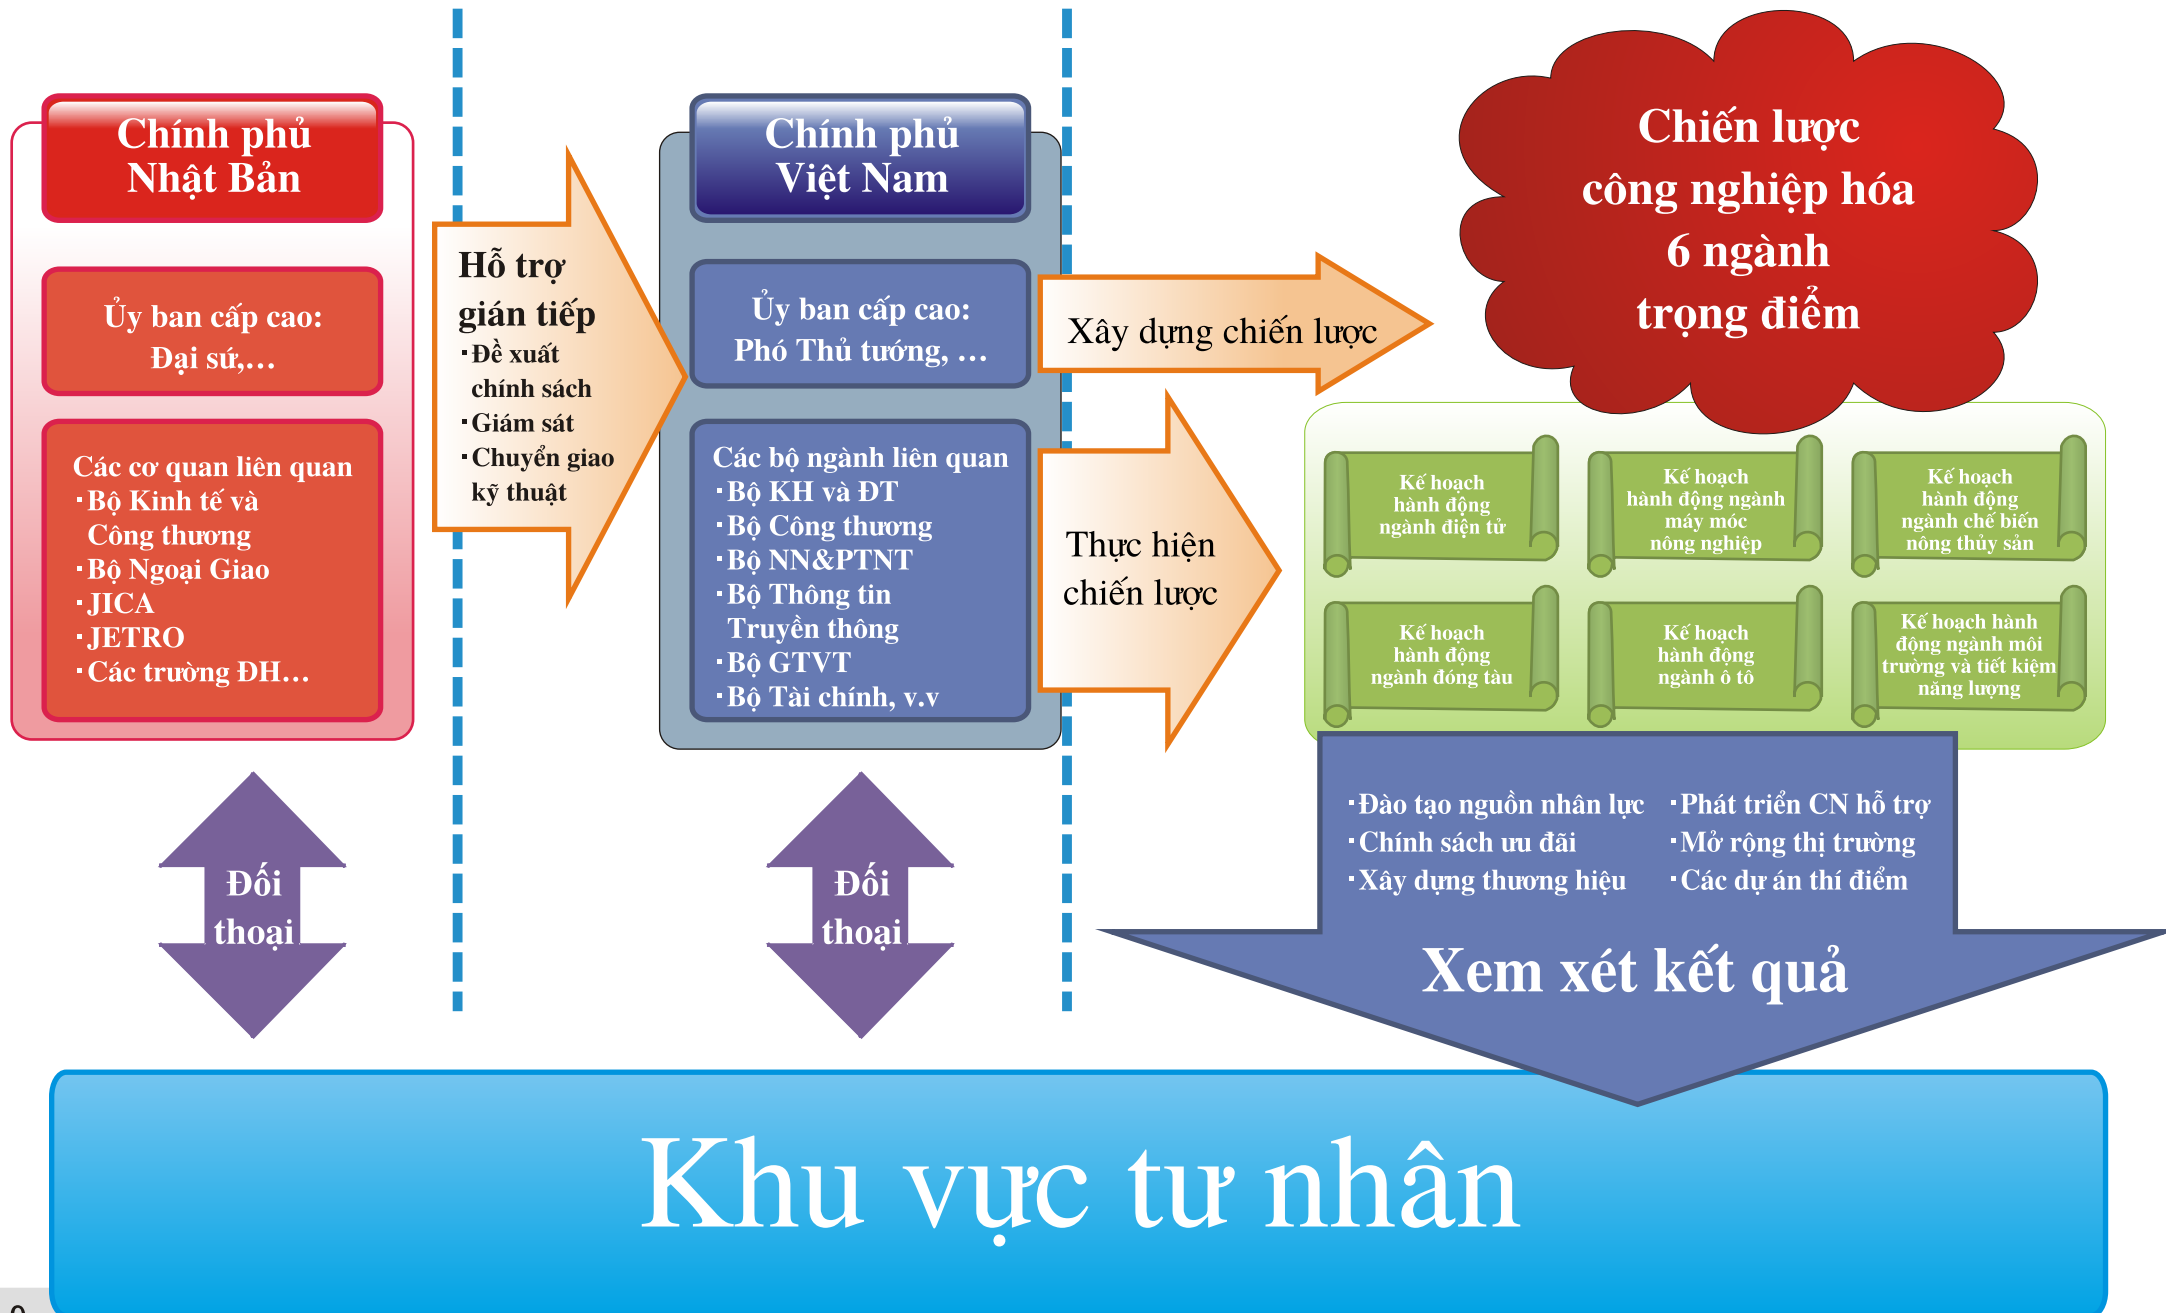 Chính phủ
Nhật Bản
Ủy ban cấp cao:
Đại sứ,...
Các cơ quan liên quan
·Bộ Kinh tế và
Công thương
·Bộ Ngoại Giao
·JICA
·JETRO
·Các trường ĐH...
Hỗ trợ
gián tiếp
·Đề xuất
chính sách
·Giám sát
·Chuyển giao
kỹ thuật
Chính phủ
Việt Nam
Ủy ban cấp cao:
Phó Thủ tướng, ...
Các bộ ngành liên quan
·Bộ KH và ĐT
·Bộ Công thương
·Bộ NN&PTNT
·Bộ Thông tin
Truyền thông
·Bộ GTVT
·Bộ Tài chính, v.v
Xây dựng chiến lược
Thực hiện
chiến lược
Chiến lược
công nghiệp hóa
6 ngành
trọng điểm
Kế hoạch
hành động
ngành điện tử
Kế hoạch
hành động ngành
máy móc
nông nghiệp
Kế hoạch
hành động
ngành chế biến
nông thủy sản
Kế hoạch
hành động
ngành đóng tàu
Kế hoạch
hành động
ngành ô tô
Kế hoạch hành
động ngành môi
trường và tiết kiệm
năng lượng
·Đào tạo nguồn nhân lực
·Chính sách ưu đãi
·Xây dựng thương hiệu
·Phát triển CN hỗ trợ
·Mở rộng thị trường
·Các dự án thí điểm
Xem xét kết quả
Đối
thoại
Đối
thoại
Khu vực tư nhân